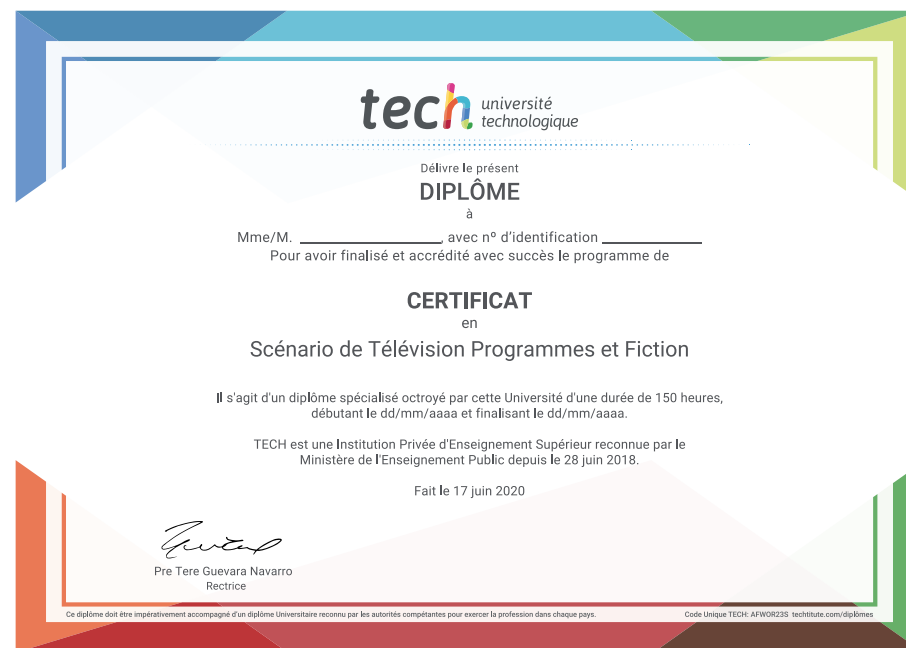 tech université
technologique
Délivre le présent
DIPLÔME
à
Mme/M. ____________________, avec nº d'identification ______________
Pour avoir finalisé et accrédité avec succès le programme de
CERTIFICAT
en
Scénario de Télévision Programmes et Fiction
Il s'agit d'un diplôme spécialisé octroyé par cette Université d'une durée de 150 heures,
débutant le dd/mm/aaaa et finalisant le dd/mm/aaaa.
TECH est une Institution Privée d'Enseignement Supérieur reconnue par le
Ministère de l'Enseignement Public depuis le 28 juin 2018.
Fait le 17 juin 2020
Pre Tere Guevara Navarro
Rectrice
Ce diplôme doit être impérativement accompagné d'un diplôme Universitaire reconnu par les autorités compétantes pour exercer la profession dans chaque pays.
Code Unique TECH: AFWOR23S techtitute.com/diplômes